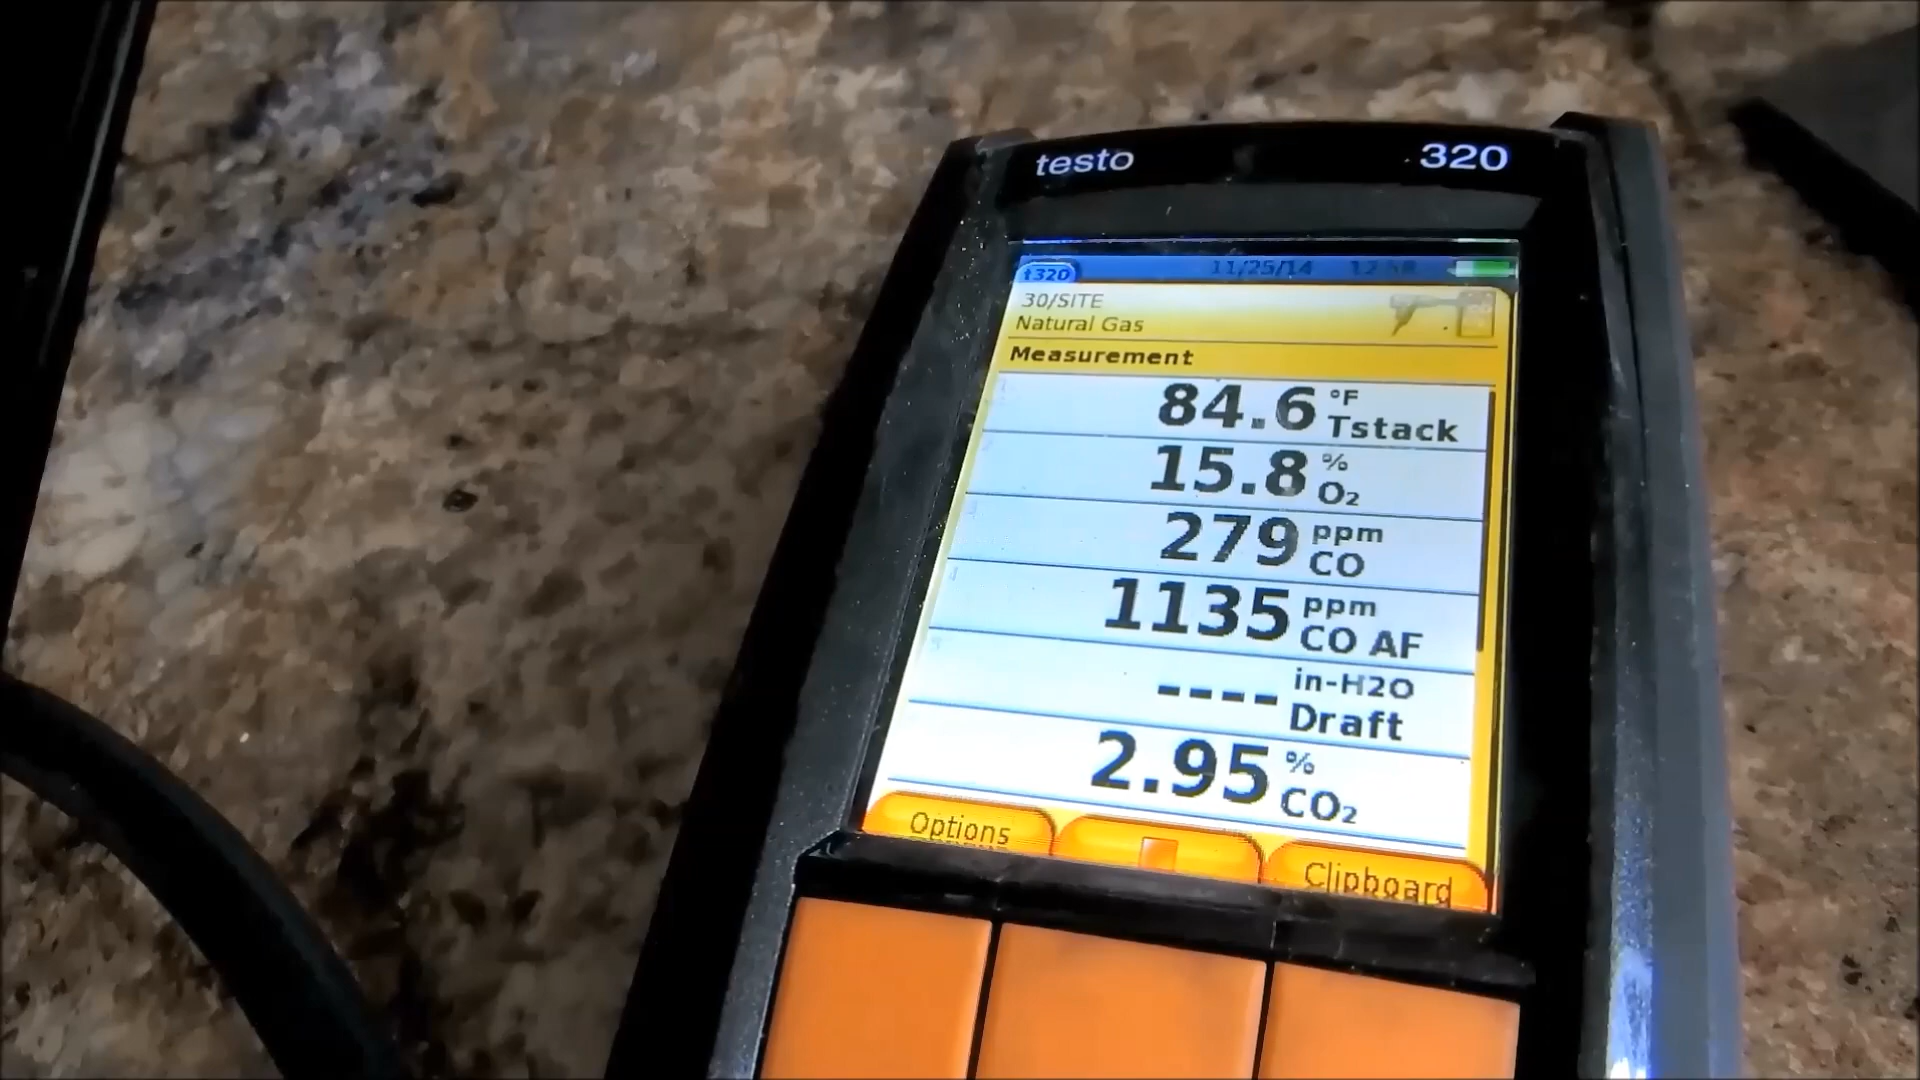 testo 320
t320 11/25/14
30/SITE
Natural Gas
Measurement
84.6 °F Tstack
15.8 % O₂
279 ppm CO
1135 ppm CO AF
---- in-H2O Draft
2.95 % CO₂
Options Clipboard